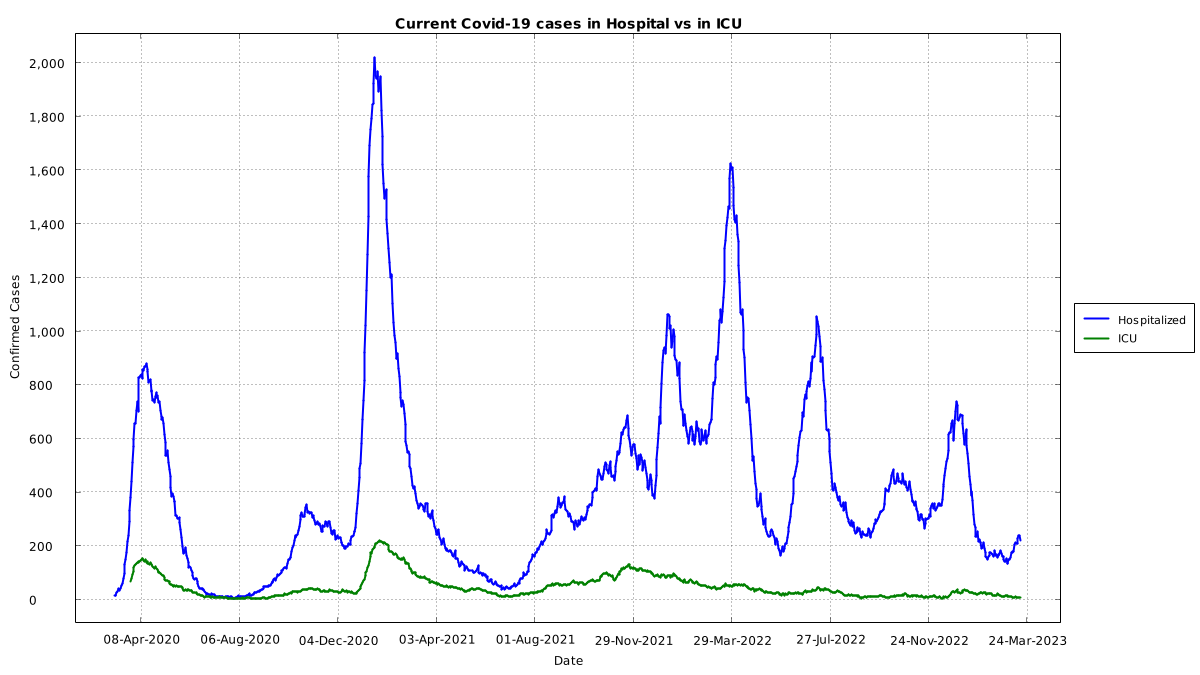 Current Covid-19 cases in Hospital vs in ICU
2,000
1,800
1,600
1,400
1,200
1,000
800
600
400
200
0
Confirmed Cases
08-Apr-2020 06-Aug-2020 04-Dec-2020 03-Apr-2021 01-Aug-2021 29-Nov-2021 29-Mar-2022 27-Jul-2022 24-Nov-2022 24-Mar-2023
Date
Hospitalized
ICU